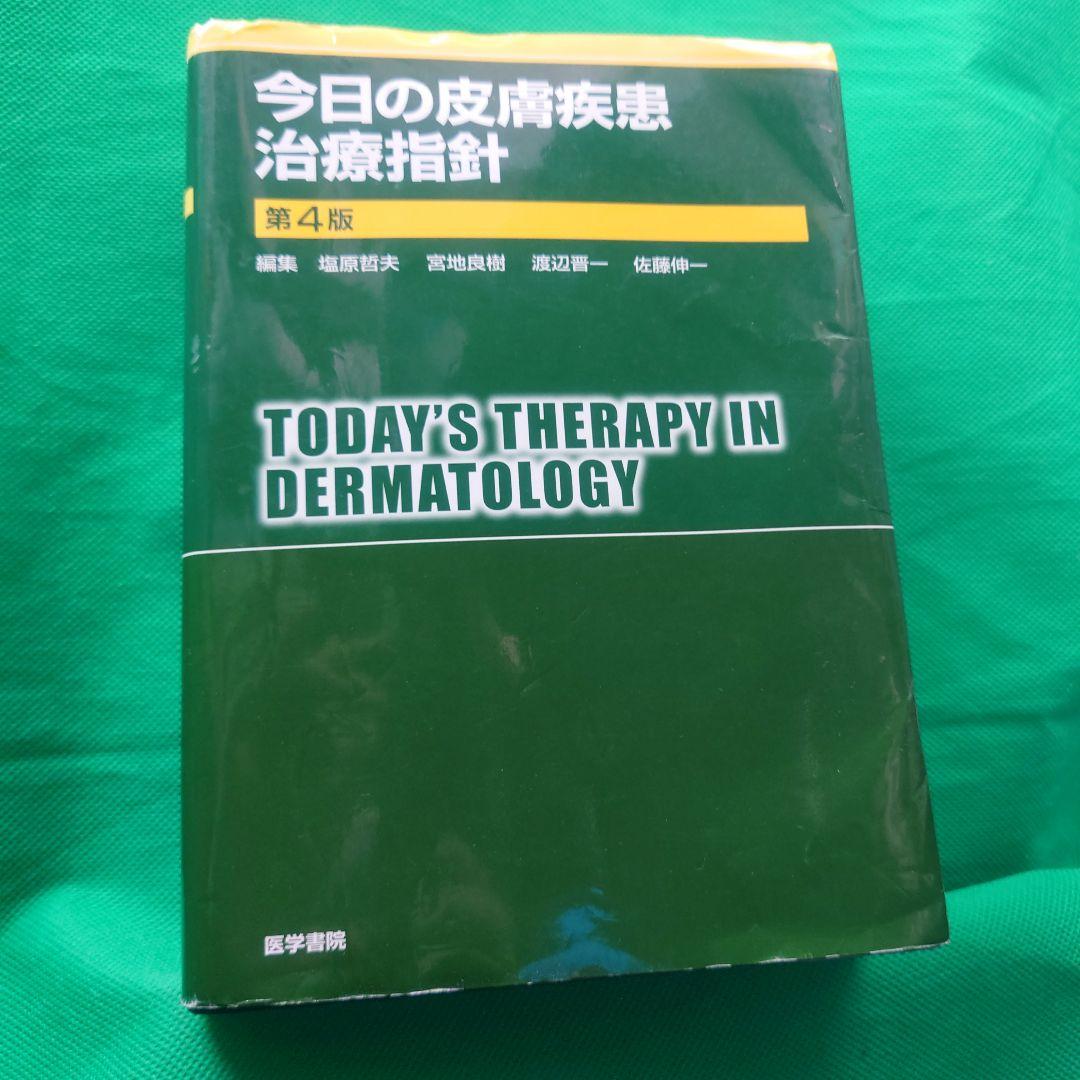 今日の皮膚疾患
治療指針
第4版
編集 塩原哲夫 宮地良樹 渡辺晋一 佐藤伸一
TODAY'S THERAPY IN
DERMATOLOGY
医学書院